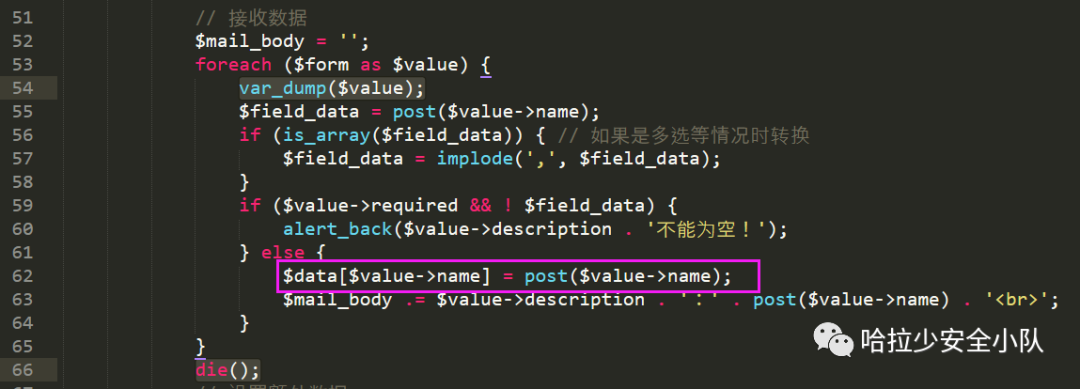 51 // 接收数据
52 $mail_body = '';
53 foreach ($form as $value) {
54 var_dump($value);
55 $field_data = post($value->name);
56 if (is_array($field_data)) { // 如果是多选等情况时转换
57 $field_data = implode(',', $field_data);
58 }
59 if ($value->required && ! $field_data) {
60 alert_back($value->description . '不能为空！');
61 } else {
62 $data[$value->name] = post($value->name);
63 $mail_body .= $value->description . '：' . post($value->name) . '<br>';
64 }
65 }
66 die();
哈拉少安全小队